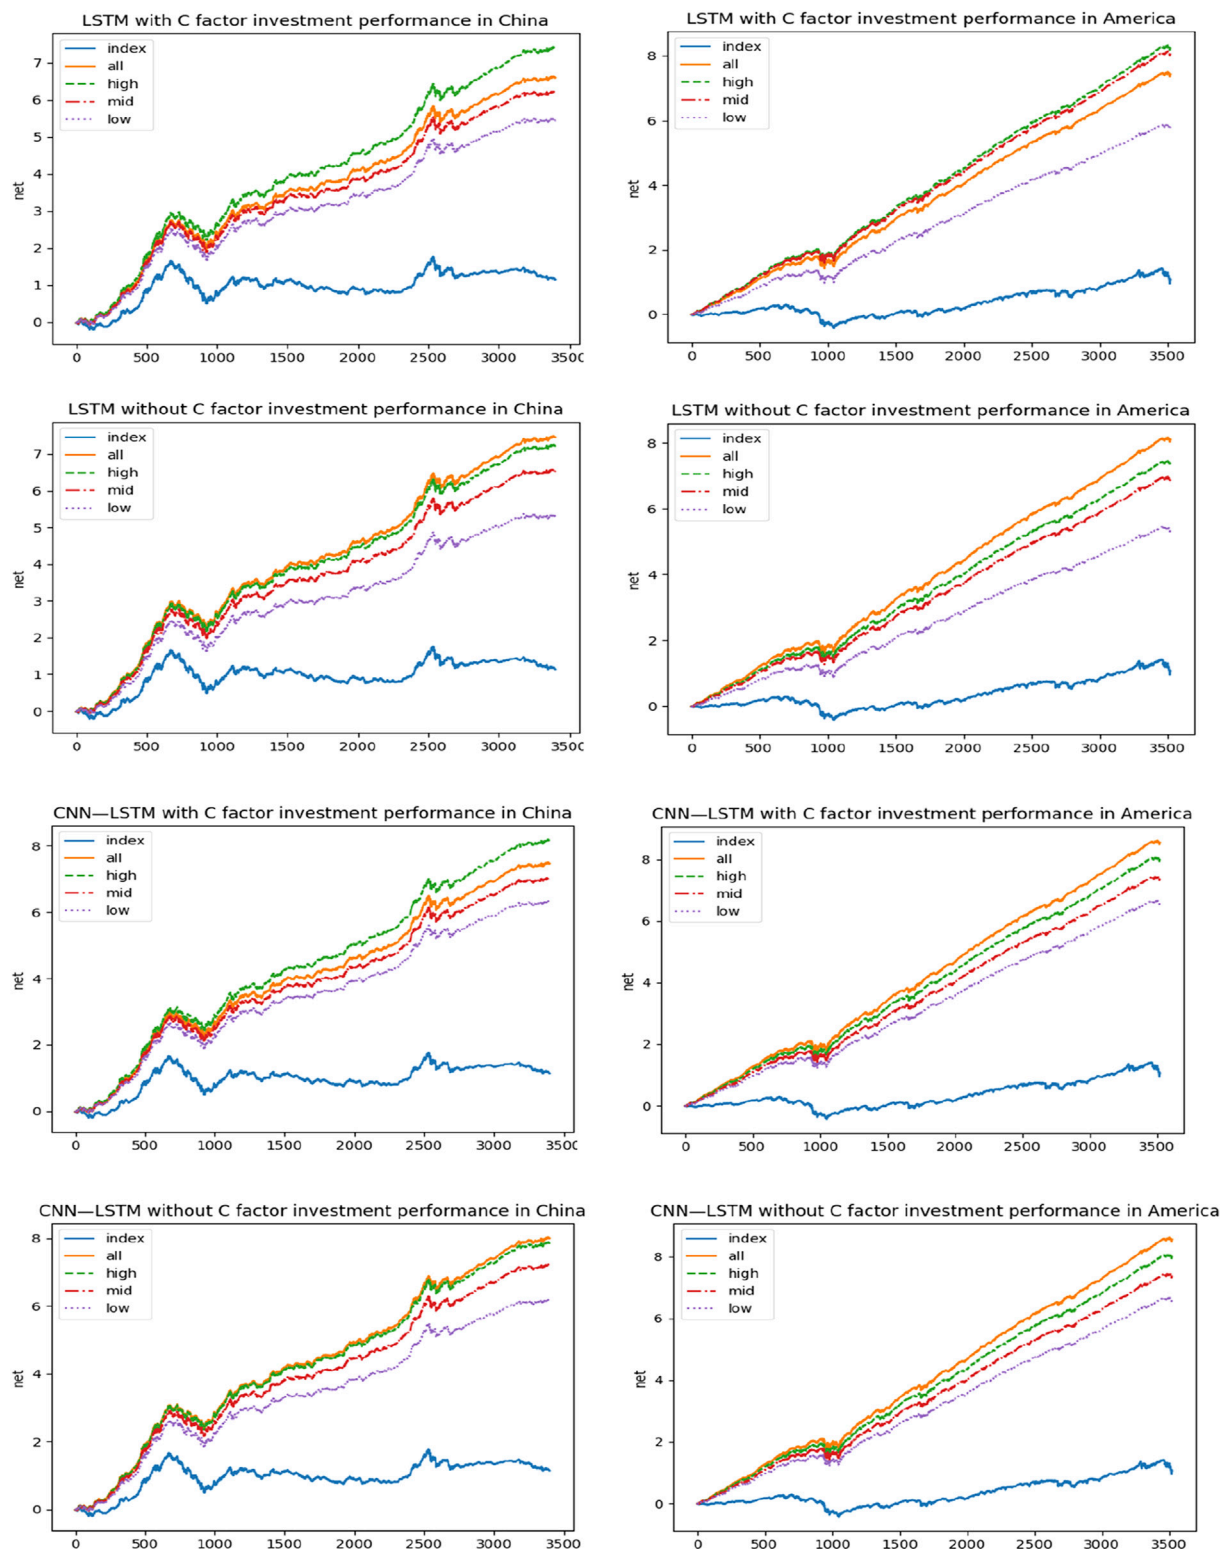 LSTM with C factor investment performance in China
index
all
high
mid
low
7
6
5
4
3
2
1
0
net
0 500 1000 1500 2000 2500 3000 3500
LSTM with C factor investment performance in America
index
all
high
mid
low
8
6
4
2
0
net
0 500 1000 1500 2000 2500 3000 3500
LSTM without C factor investment performance in China
index
all
high
mid
low
7
6
5
4
3
2
1
0
net
0 500 1000 1500 2000 2500 3000 3500
LSTM without C factor investment performance in America
index
all
high
mid
low
8
6
4
2
0
net
0 500 1000 1500 2000 2500 3000 3500
CNN—LSTM with C factor investment performance in China
index
all
high
mid
low
8
6
4
2
0
net
0 500 1000 1500 2000 2500 3000 3500
CNN—LSTM with C factor investment performance in America
index
all
high
mid
low
8
6
4
2
0
net
0 500 1000 1500 2000 2500 3000 3500
CNN—LSTM without C factor investment performance in China
index
all
high
mid
low
8
6
4
2
0
net
0 500 1000 1500 2000 2500 3000 3500
CNN—LSTM without C factor investment performance in America
index
all
high
mid
low
8
6
4
2
0
net
0 500 1000 1500 2000 2500 3000 3500